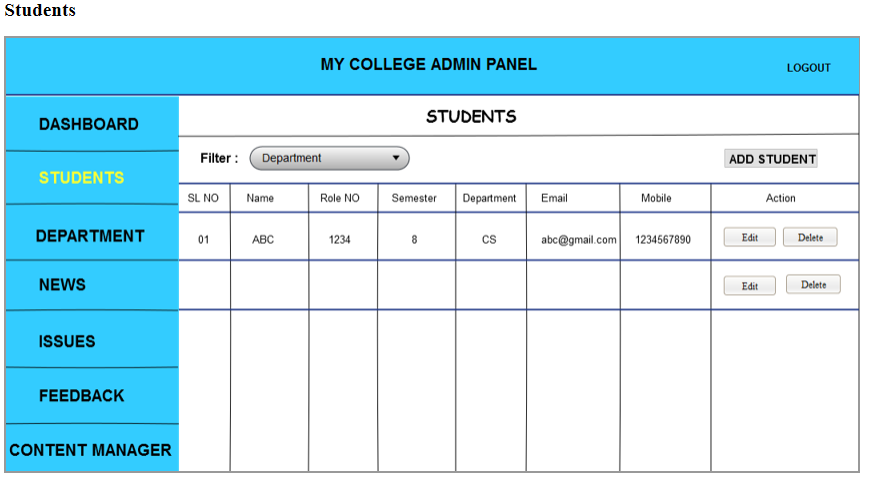 Students
MY COLLEGE ADMIN PANEL
LOGOUT
DASHBOARD
STUDENTS
DEPARTMENT
NEWS
ISSUES
FEEDBACK
CONTENT MANAGER
STUDENTS
Filter : Department ADD STUDENT
SL NO Name Role NO Semester Department Email Mobile Action
01 ABC 1234 8 CS abc@gmail.com 1234567890 Edit Delete
Edit Delete